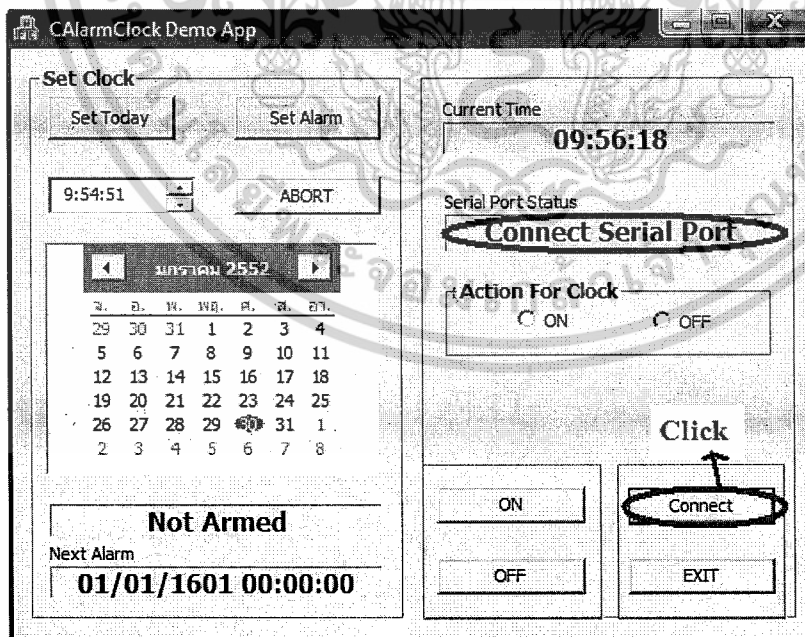 CAlarmClock Demo App
Set Clock
Set Today
Set Alarm
9:54:51
ABORT
มกราคม 2552
จ. อ. พ. พฤ. ศ. ส. อา.
29 30 31 1 2 3 4
5 6 7 8 9 10 11
12 13 14 15 16 17 18
19 20 21 22 23 24 25
26 27 28 29 30 31 1
2 3 4 5 6 7 8
Not Armed
Next Alarm
01/01/1601 00:00:00
Current Time
09:56:18
Serial Port Status
Connect Serial Port
Action For Clock
ON
OFF
Click
ON
Connect
OFF
EXIT